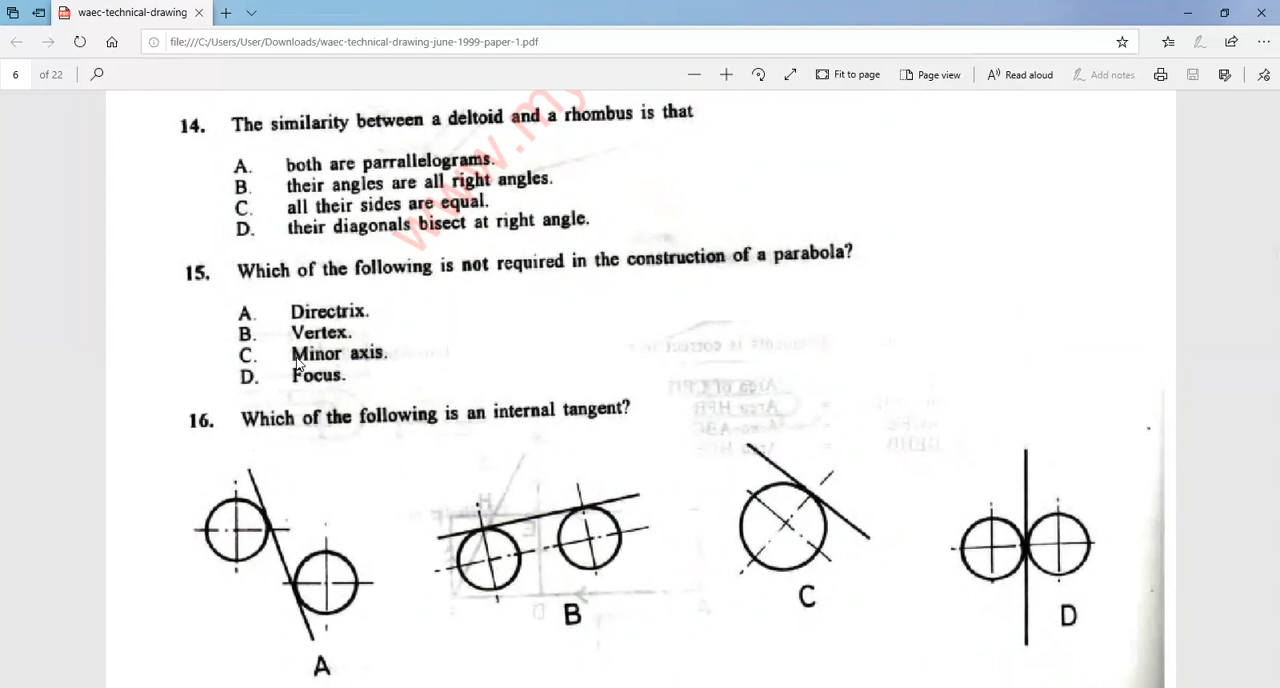 waec-technical-drawing
file:///C:/Users/User/Downloads/waec-technical-drawing-june-1999-paper-1.pdf
6 of 22 Fit to page Page view Read aloud Add notes
14. The similarity between a deltoid and a rhombus is that
A. both are parrallelograms.
B. their angles are all right angles.
C. all their sides are equal.
D. their diagonals bisect at right angle.
www.my
15. Which of the following is not required in the construction of a parabola?
A. Directrix.
B. Vertex.
C. Minor axis.
D. Focus.
16. Which of the following is an internal tangent?
A
B
C
D